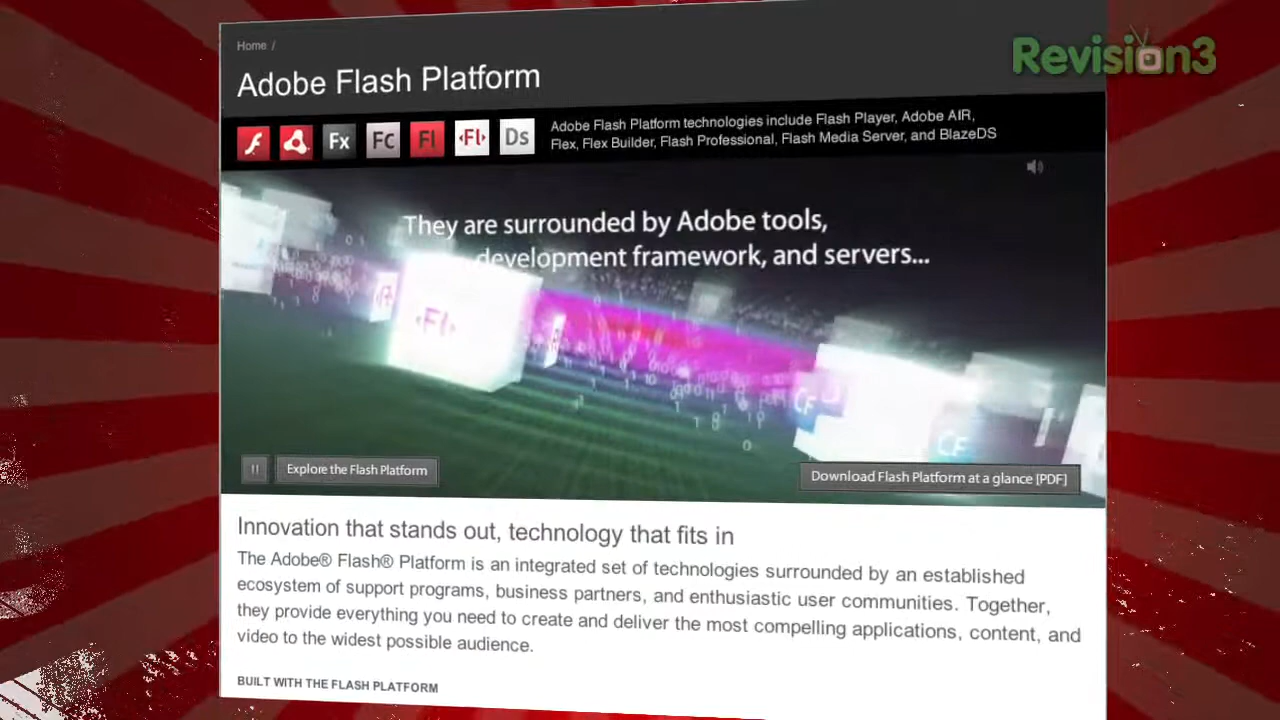 Revision3
Home /
Adobe Flash Platform
Fx
FC
Fl
‹Fl›
Ds
Adobe Flash Platform technologies include Flash Player, Adobe AIR,
Flex, Flex Builder, Flash Professional, Flash Media Server, and BlazeDS
They are surrounded by Adobe tools,
development framework, and servers...
‹Fl›
CF
CF
Explore the Flash Platform
Download Flash Platform at a glance [PDF]
Innovation that stands out, technology that fits in
The Adobe® Flash® Platform is an integrated set of technologies surrounded by an established
ecosystem of support programs, business partners, and enthusiastic user communities. Together,
they provide everything you need to create and deliver the most compelling applications, content, and
video to the widest possible audience.
BUILT WITH THE FLASH PLATFORM